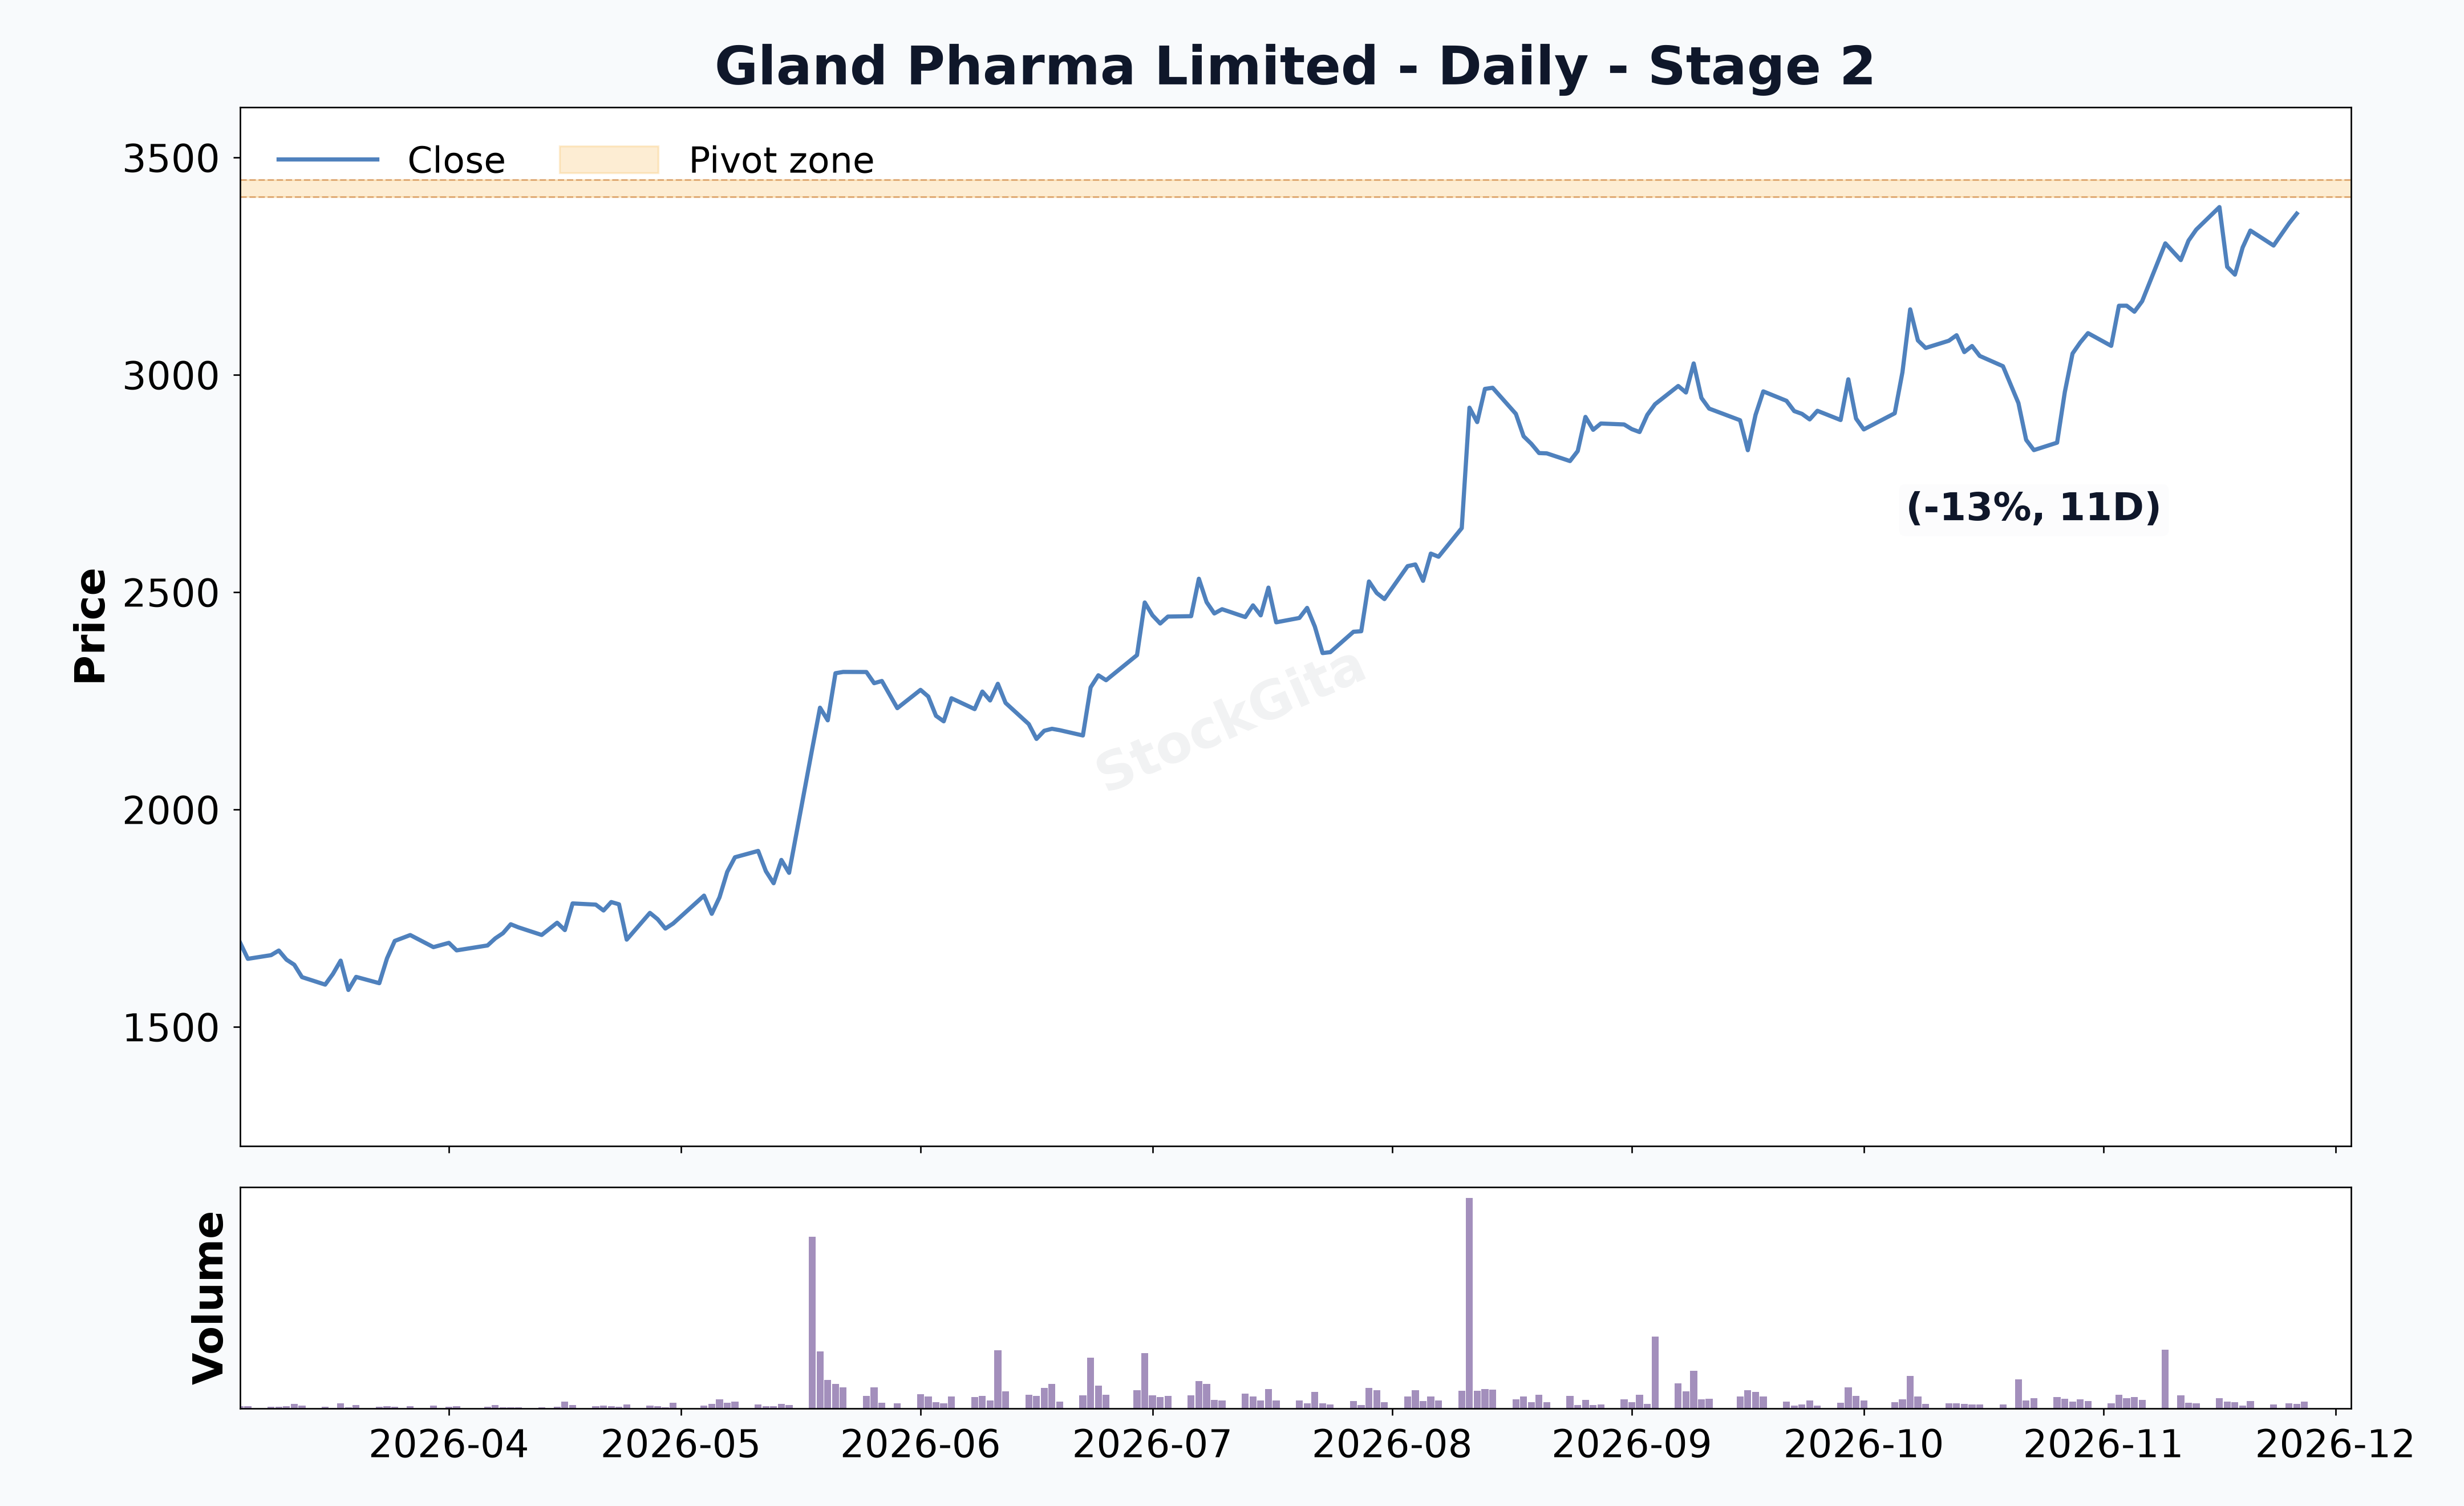 Gland Pharma Limited - Daily - Stage 2
Close
Pivot zone
3500
3000
2500
2000
1500
Price
(-13%, 11D)
StockGita
Volume
2026-04
2026-05
2026-06
2026-07
2026-08
2026-09
2026-10
2026-11
2026-12